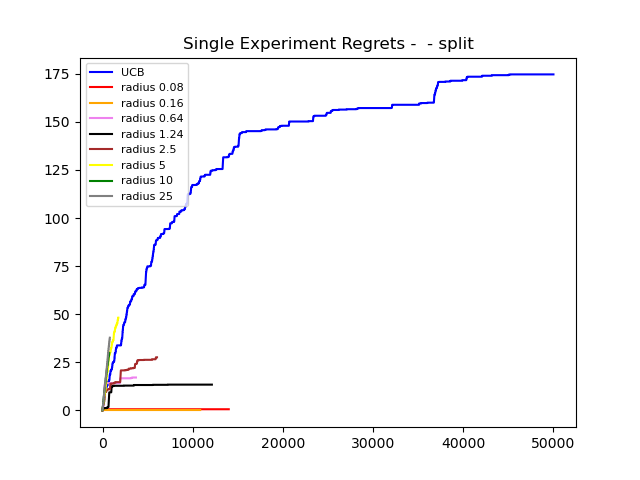 Single Experiment Regrets -  - split
175
150
125
100
75
50
25
0
UCB
radius 0.08
radius 0.16
radius 0.64
radius 1.24
radius 2.5
radius 5
radius 10
radius 25
0 10000 20000 30000 40000 50000